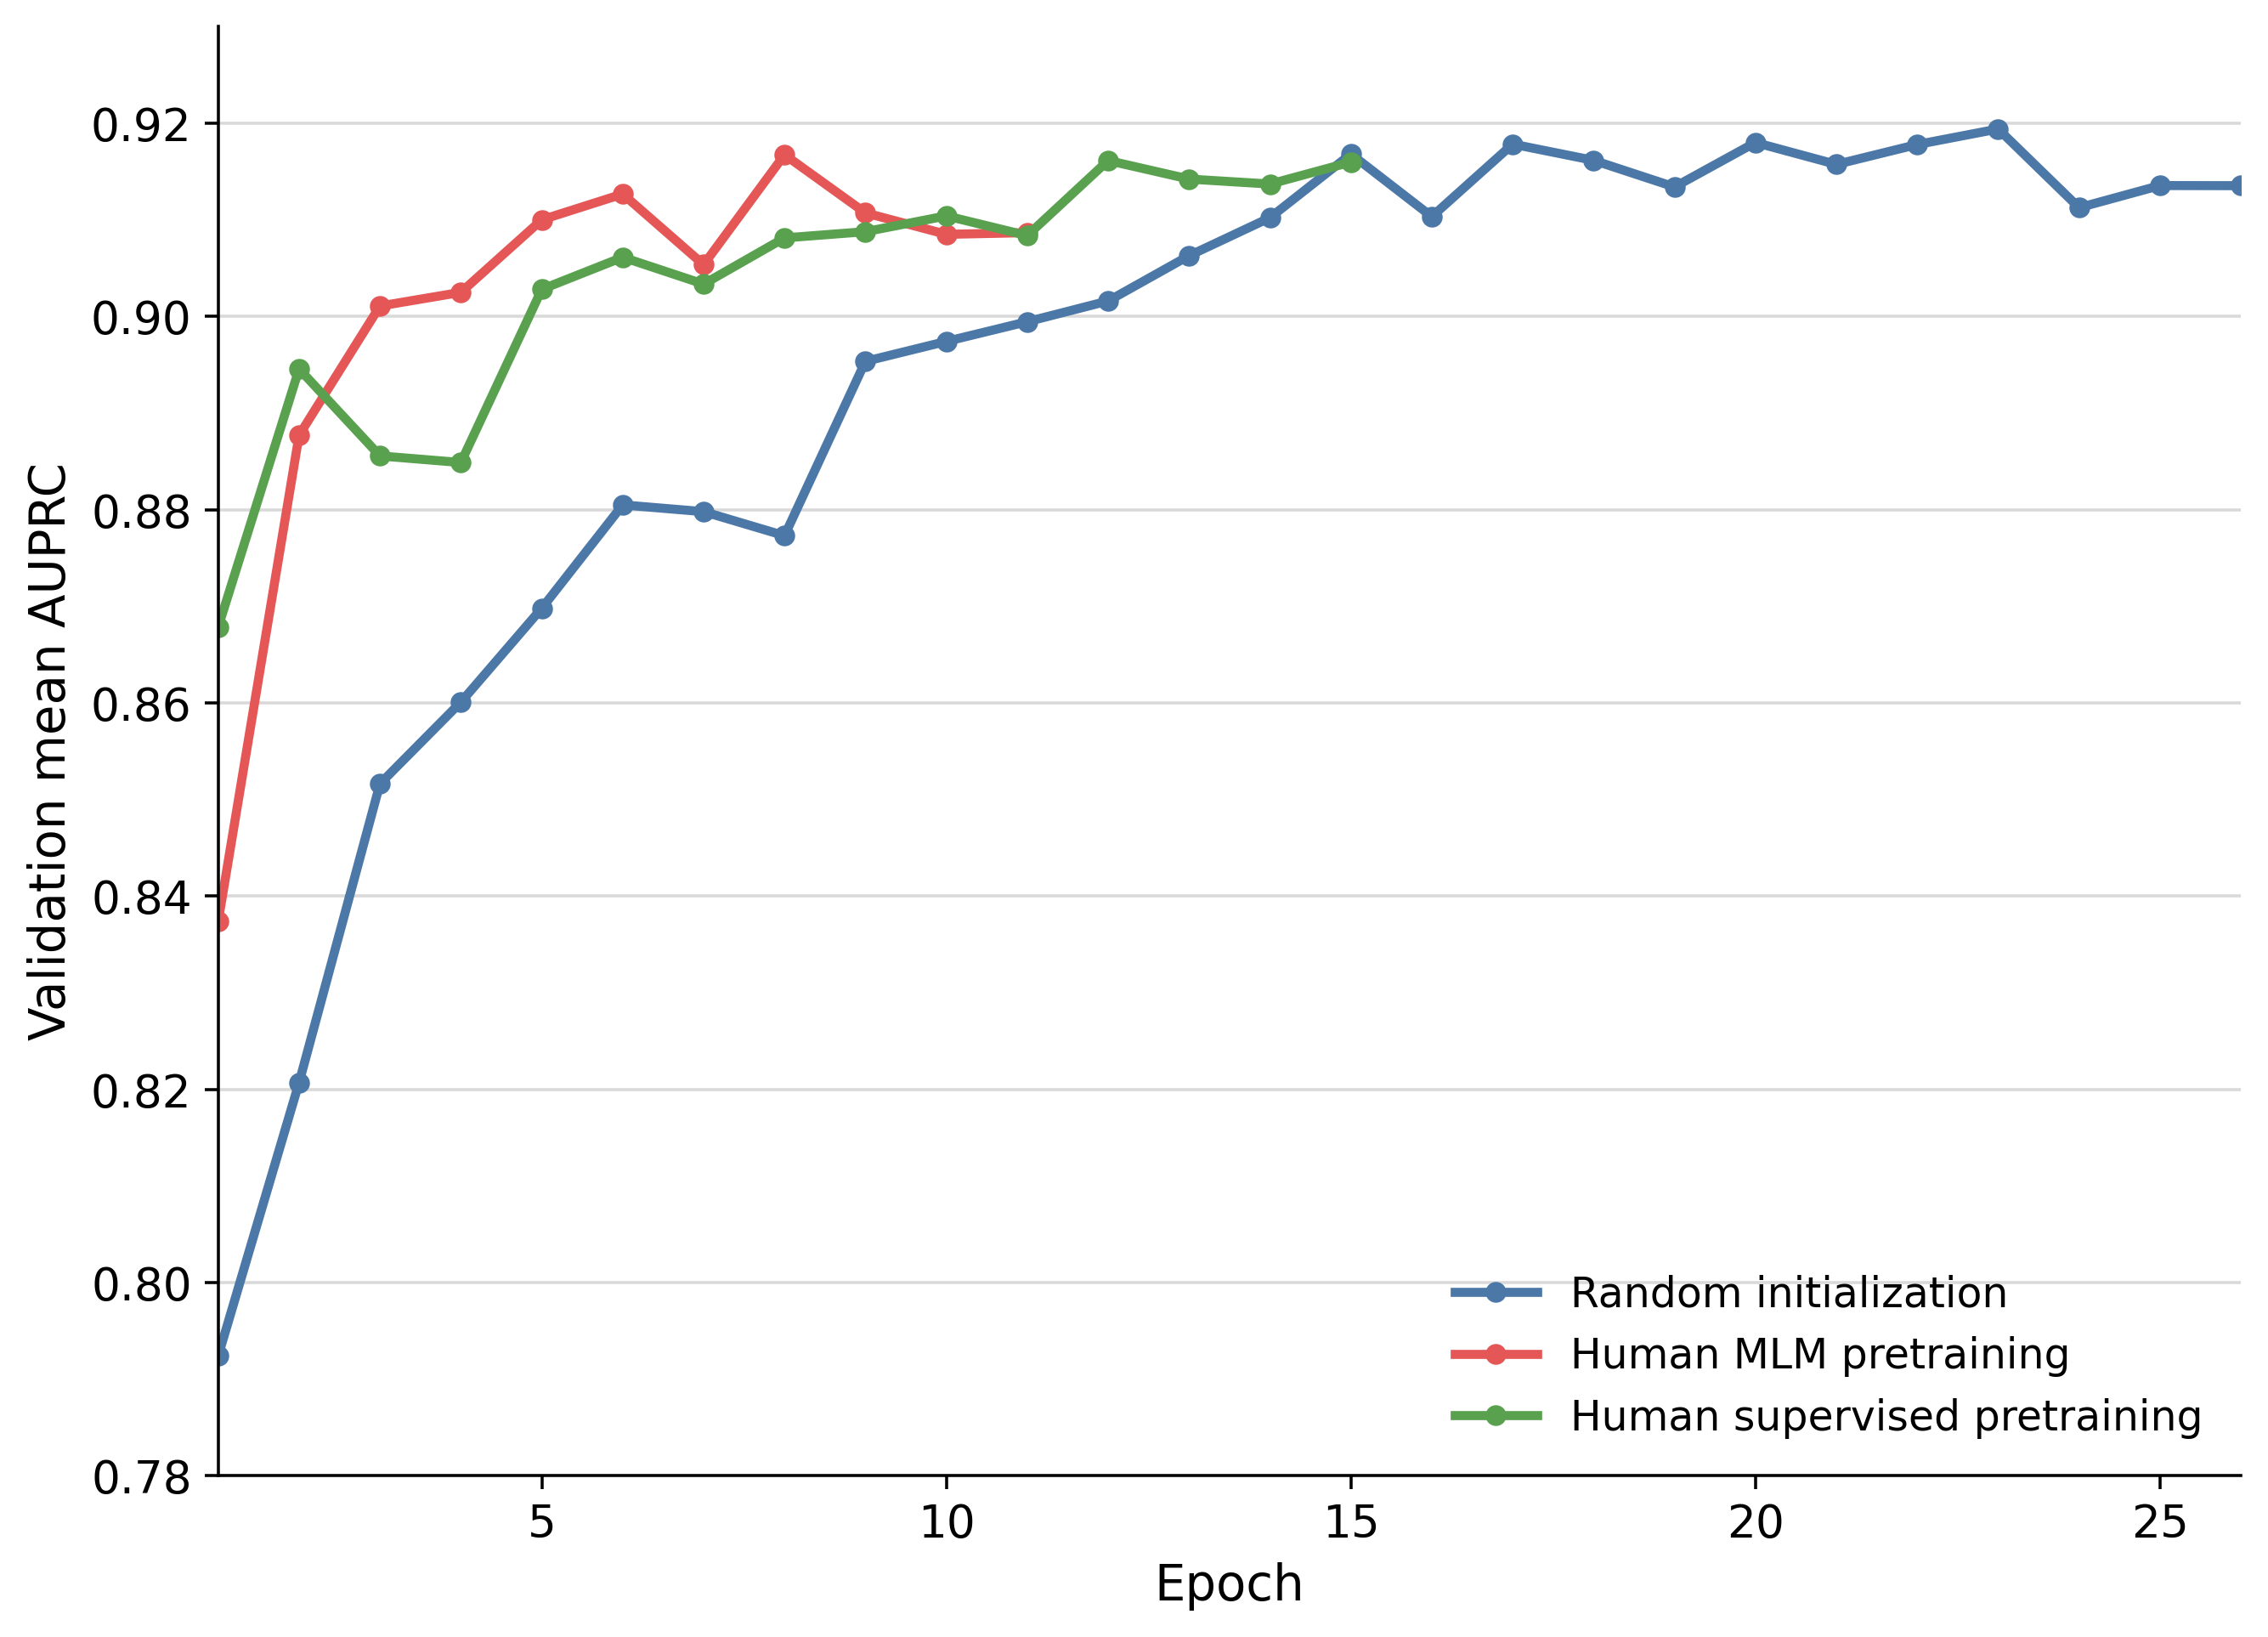 Validation mean AUPRC
0.92
0.90
0.88
0.86
0.84
0.82
0.80
0.78
5 10 15 20 25
Epoch
Random initialization
Human MLM pretraining
Human supervised pretraining